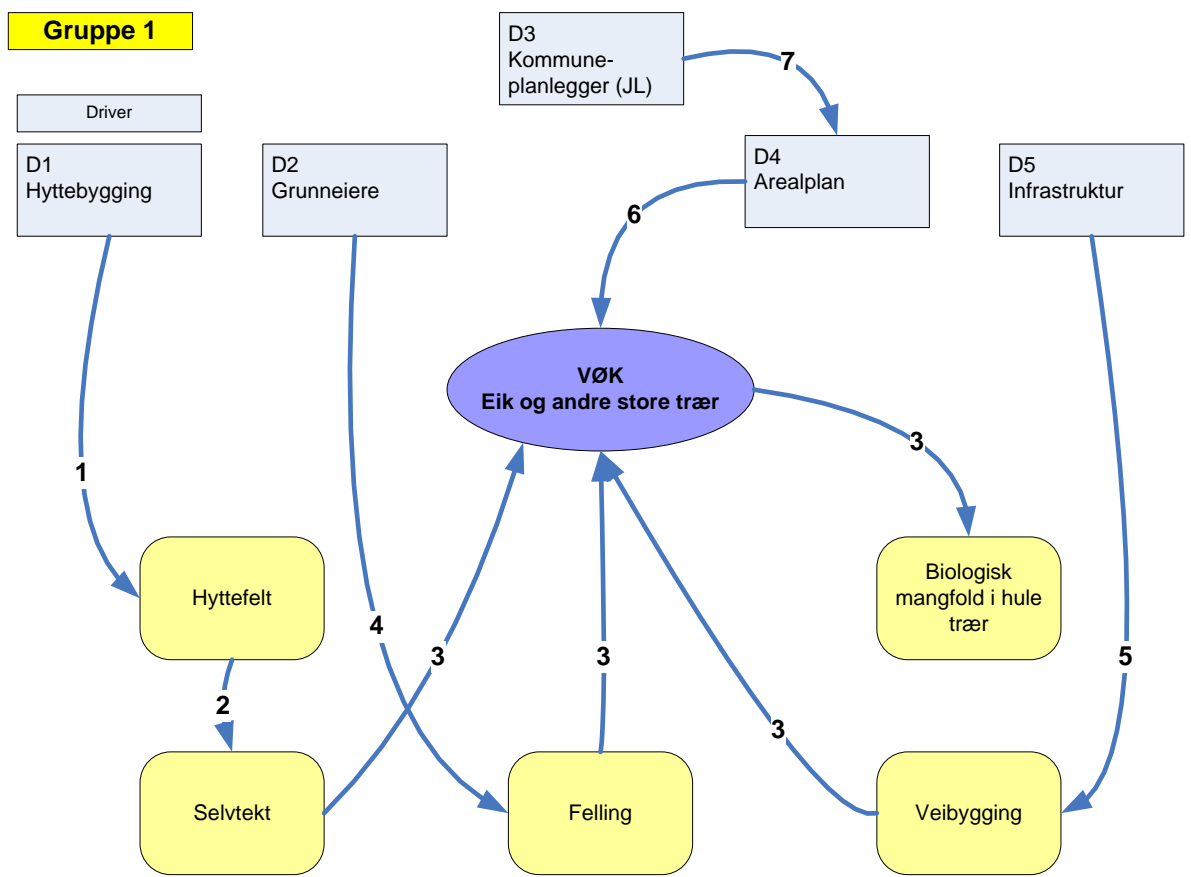 Gruppe 1
Driver
D1
Hyttebygging
D2
Grunneiere
D3
Kommune-
planlegger (JL)
D4
Arealplan
D5
Infrastruktur
7
6
VØK
Eik og andre store trær
3
1
Hyttefelt
Biologisk
mangfold i hule
trær
4
3
3
5
2
3
Selvtekt
Felling
Veibygging